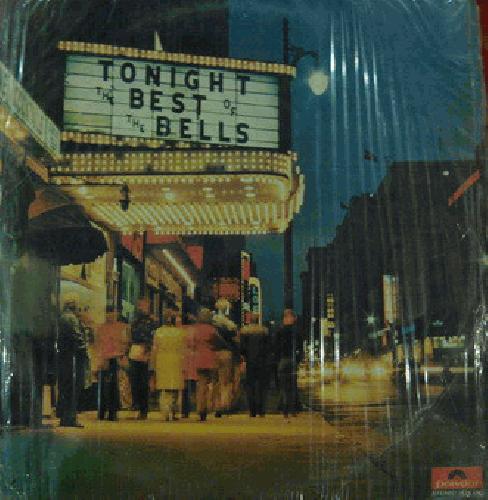 TONIGHT
THE BEST OF
THE BELLS
polydor